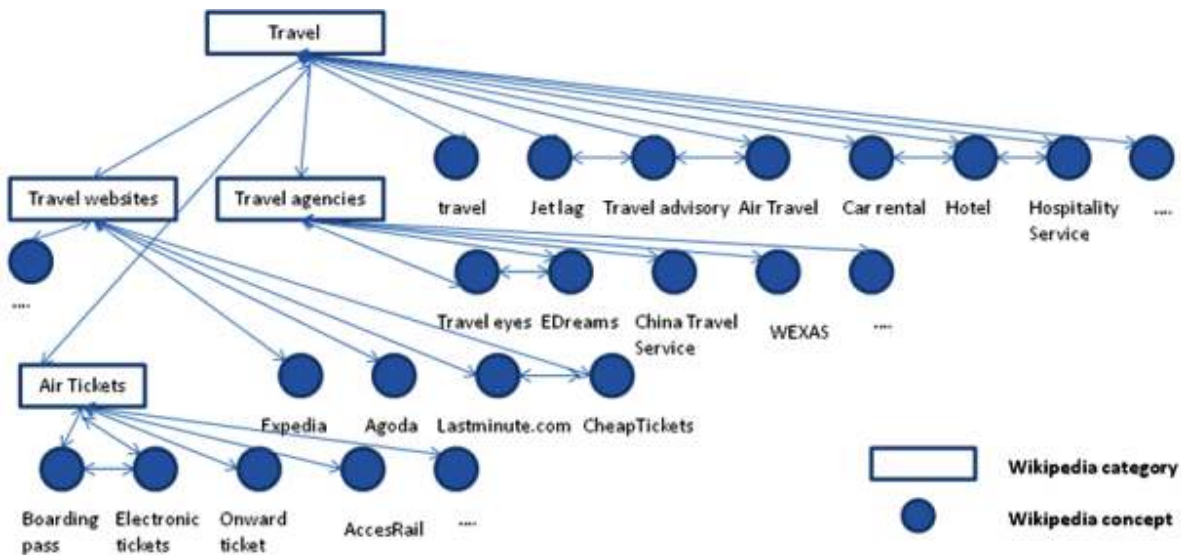 Travel
Travel websites
Travel agencies
travel
Jet lag
Travel advisory
Air Travel
Car rental
Hotel
Hospitality
Service
....
....
Travel eyes
EDreams
China Travel
Service
WEXAS
....
Air Tickets
Expedia
Agoda
Lastminute.com
CheapTickets
Boarding
pass
Electronic
tickets
Onward
ticket
AccesRail
....
Wikipedia category
Wikipedia concept